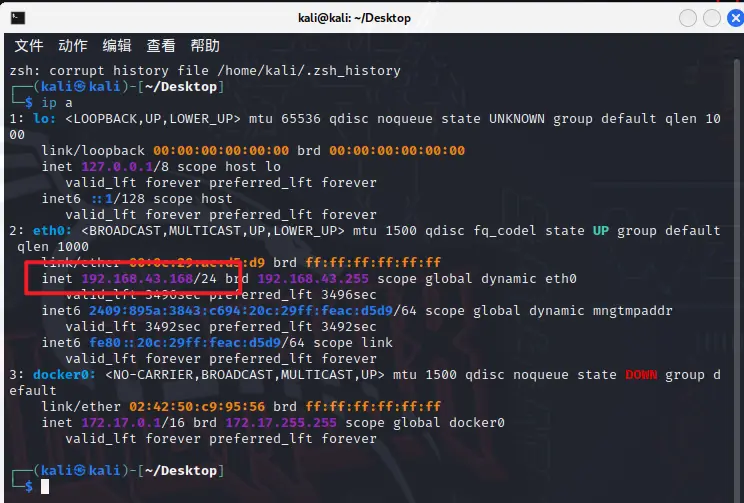 kali@kali: ~/Desktop
文件 动作 编辑 查看 帮助
zsh: corrupt history file /home/kali/.zsh_history
┌──(kali㉿kali)-[~/Desktop]
└─$ ip a
1: lo: <LOOPBACK,UP,LOWER_UP> mtu 65536 qdisc noqueue state UNKNOWN group default qlen 10
00
link/loopback 00:00:00:00:00:00 brd 00:00:00:00:00:00
inet 127.0.0.1/8 scope host lo
valid_lft forever preferred_lft forever
inet6 ::1/128 scope host
valid_lft forever preferred_lft forever
2: eth0: <BROADCAST,MULTICAST,UP,LOWER_UP> mtu 1500 qdisc fq_codel state UP group default
qlen 1000
link/ether brd ff:ff:ff:ff:ff:ff
inet 192.168.43.168/24 brd 192.168.43.255 scope global dynamic eth0
valid_lft 3496sec preferred_lft 3496sec
inet6 2409:895a:3843:c694:20c:29ff:feac:d5d9/64 scope global dynamic mngtmpaddr
valid_lft 3492sec preferred_lft 3492sec
inet6 fe80::20c:29ff:feac:d5d9/64 scope link
valid_lft forever preferred_lft forever
3: docker0: <NO-CARRIER,BROADCAST,MULTICAST,UP> mtu 1500 qdisc noqueue state DOWN group d
efault
link/ether 02:42:50:c9:95:56 brd ff:ff:ff:ff:ff:ff
inet 172.17.0.1/16 brd 172.17.255.255 scope global docker0
valid_lft forever preferred_lft forever
┌──(kali㉿kali)-[~/Desktop]
└─$